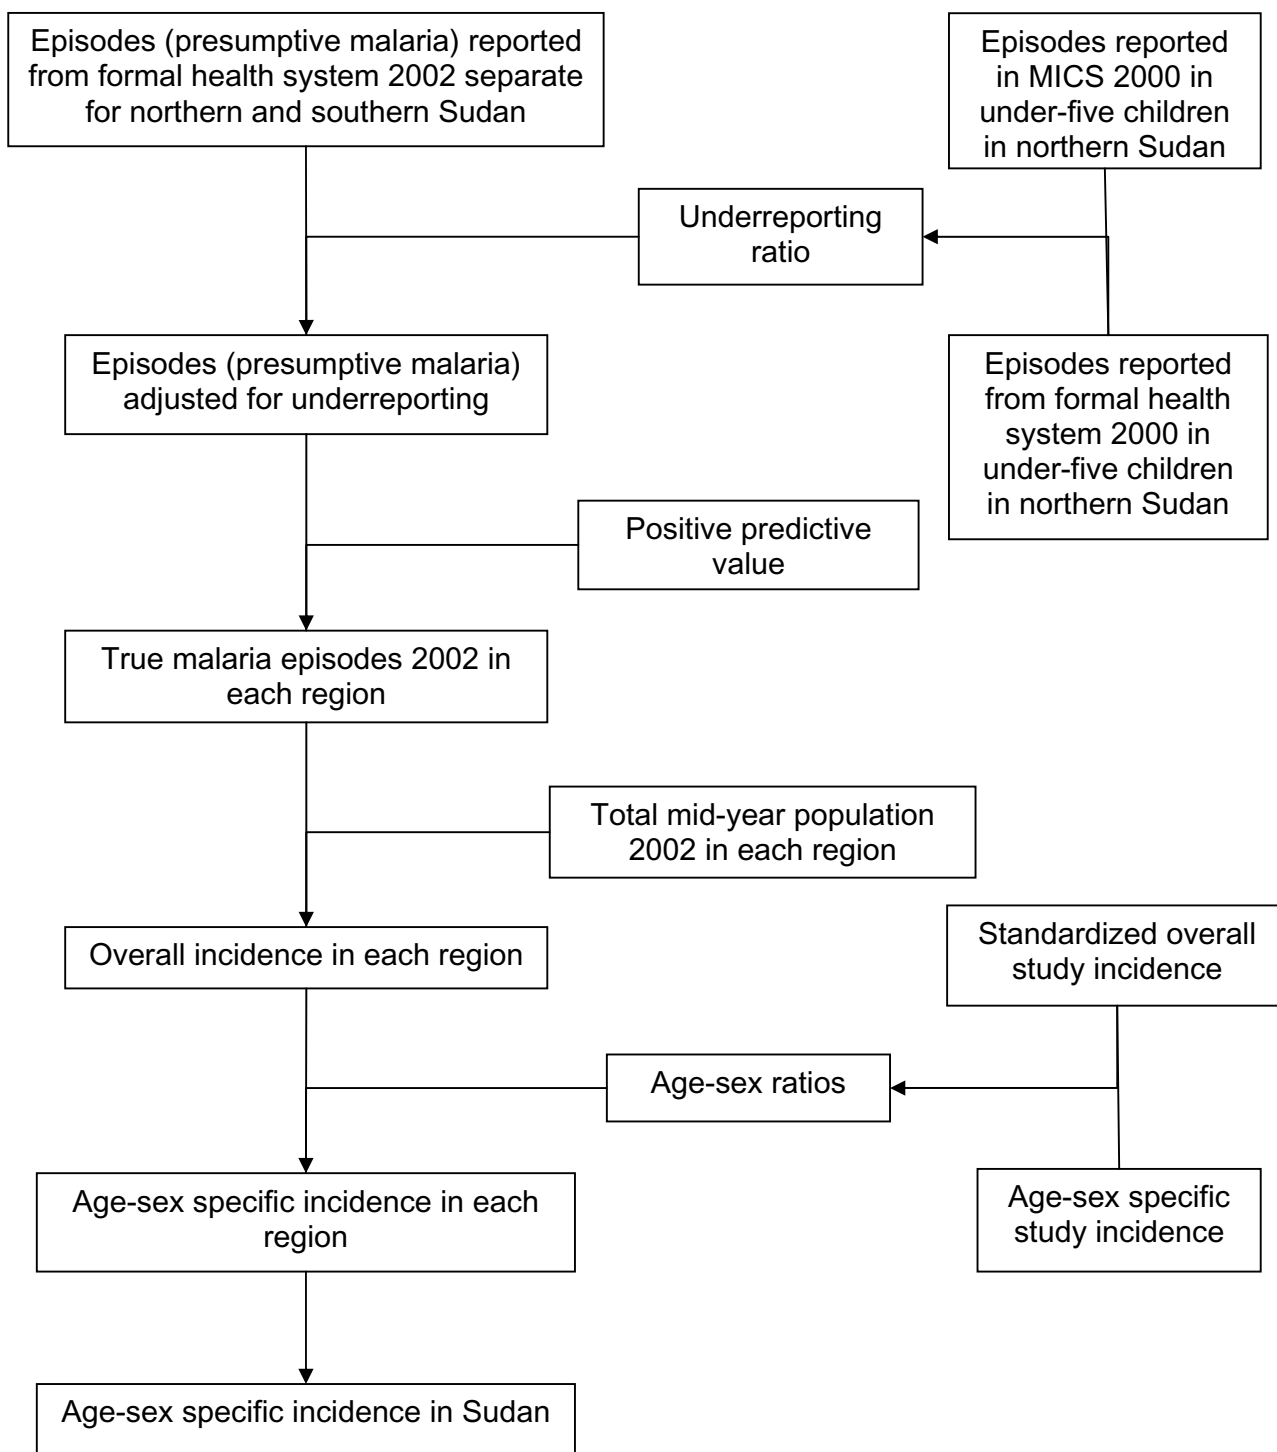 Episodes (presumptive malaria) reported
from formal health system 2002 separate
for northern and southern Sudan
Episodes reported
in MICS 2000 in
under-five children
in northern Sudan
Underreporting
ratio
Episodes (presumptive malaria)
adjusted for underreporting
Episodes reported
from formal health
system 2000 in
under-five children
in northern Sudan
Positive predictive
value
True malaria episodes 2002 in
each region
Total mid-year population
2002 in each region
Overall incidence in each region
Standardized overall
study incidence
Age-sex ratios
Age-sex specific incidence in each
region
Age-sex specific
study incidence
Age-sex specific incidence in Sudan